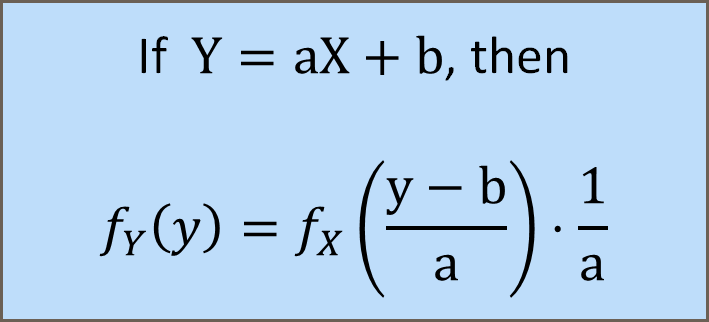 If Y = aX + b, then
f_Y(y) = f_X((y − b)/a) · 1/a